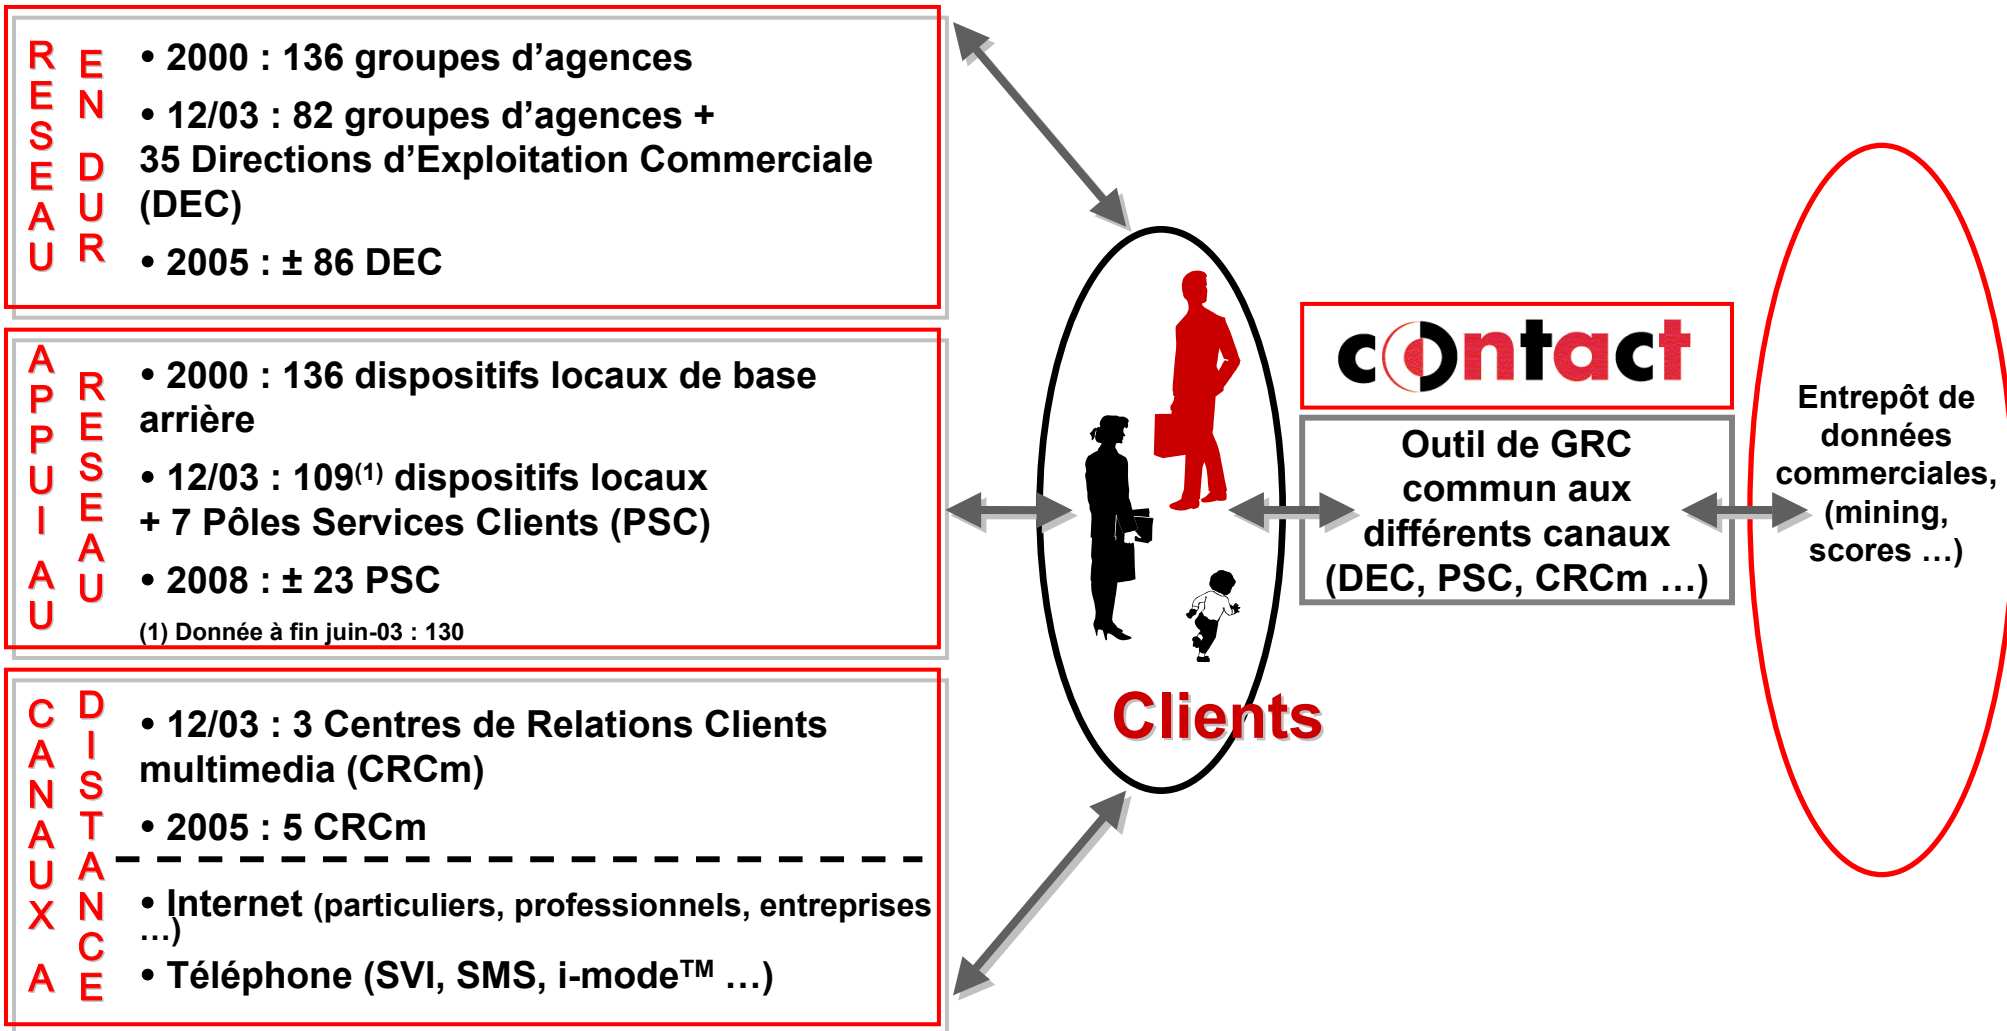 RESEAU
EN DUR
• 2000 : 136 groupes d’agences
• 12/03 : 82 groupes d’agences +
35 Directions d’Exploitation Commerciale
(DEC)
• 2005 : ± 86 DEC
APPUI AU
RESEAU
• 2000 : 136 dispositifs locaux de base
arrière
• 12/03 : 109(1) dispositifs locaux
+ 7 Pôles Services Clients (PSC)
• 2008 : ± 23 PSC
(1) Donnée à fin juin-03 : 130
CANAUX A
DISTANCE
• 12/03 : 3 Centres de Relations Clients
multimedia (CRCm)
• 2005 : 5 CRCm
• Internet (particuliers, professionnels, entreprises
…)
• Téléphone (SVI, SMS, i-mode™ …)
Clients
contact
Outil de GRC
commun aux
différents canaux
(DEC, PSC, CRCm …)
Entrepôt de
données
commerciales,
(mining,
scores …)